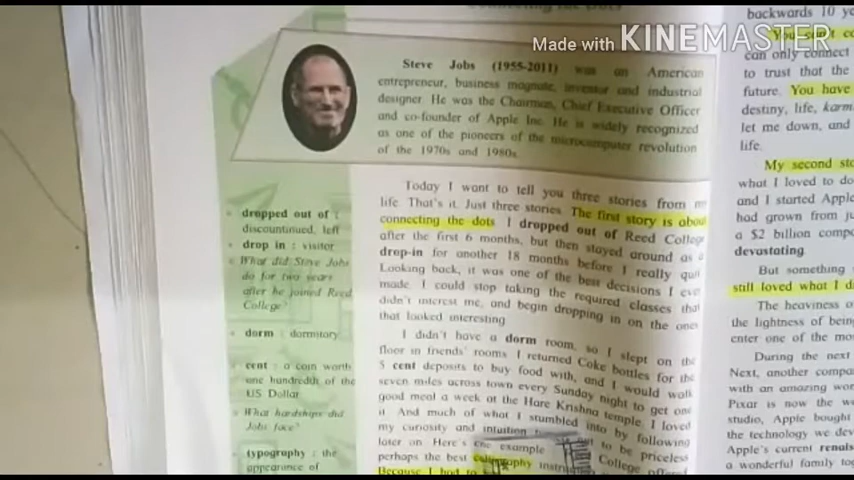 Made with KINEMASTER
Steve Jobs (1955-2011) was an American
entrepreneur, business magnate, inventor and industrial
designer. He was the Chairman, Chief Executive Officer
and co-founder of Apple Inc. He is widely recognized
as one of the pioneers of the microcomputer revolution
of the 1970s and 1980s.
Today I want to tell you three stories from my
life. That's it. Just three stories. The first story is about
connecting the dots. I dropped out of Reed College
after the first 6 months, but then stayed around as a
drop-in for another 18 months before I really quit
Looking back, it was one of the best decisions I ever
made. I could stop taking the required classes that
didn't interest me, and begin dropping in on the ones
that looked interesting
I didn't have a dorm room, so I slept on the
floor in friends' rooms. I returned Coke bottles for the
5 cent deposits to buy food with, and I would walk
seven miles across town every Sunday night to get one
good meal a week at the Hare Krishna temple. I loved
it. And much of what I stumbled into by following
my curiosity and intuition out to be priceless
later on. Here's one example College offered
perhaps the best calligraphy
Because I had to
dropped out of :
discountinued, left
drop in : visitor
What did Steve Jobs
do for two years
after he joined Reed
College?
dorm : dormitory
cent : a coin worth
one hundredth of the
US Dollar
What hardships did
Jobs face?
typography : the
appearance of
backwards 10
You can't
can only connect
to trust that the
future. You have
destiny, life, karm
let me down, and
life.
My second sto
what I loved to do
and I started Apple
had grown from ju
a $2 billion compa
devastating.
But something
still loved what I di
The heaviness o
the lightness of bein
enter one of the mo
During the next
Next, another compa
with an amazing wo
Pixar is now the w
studio, Apple bought
the technology we dev
Apple's current renais
a wonderful family tog